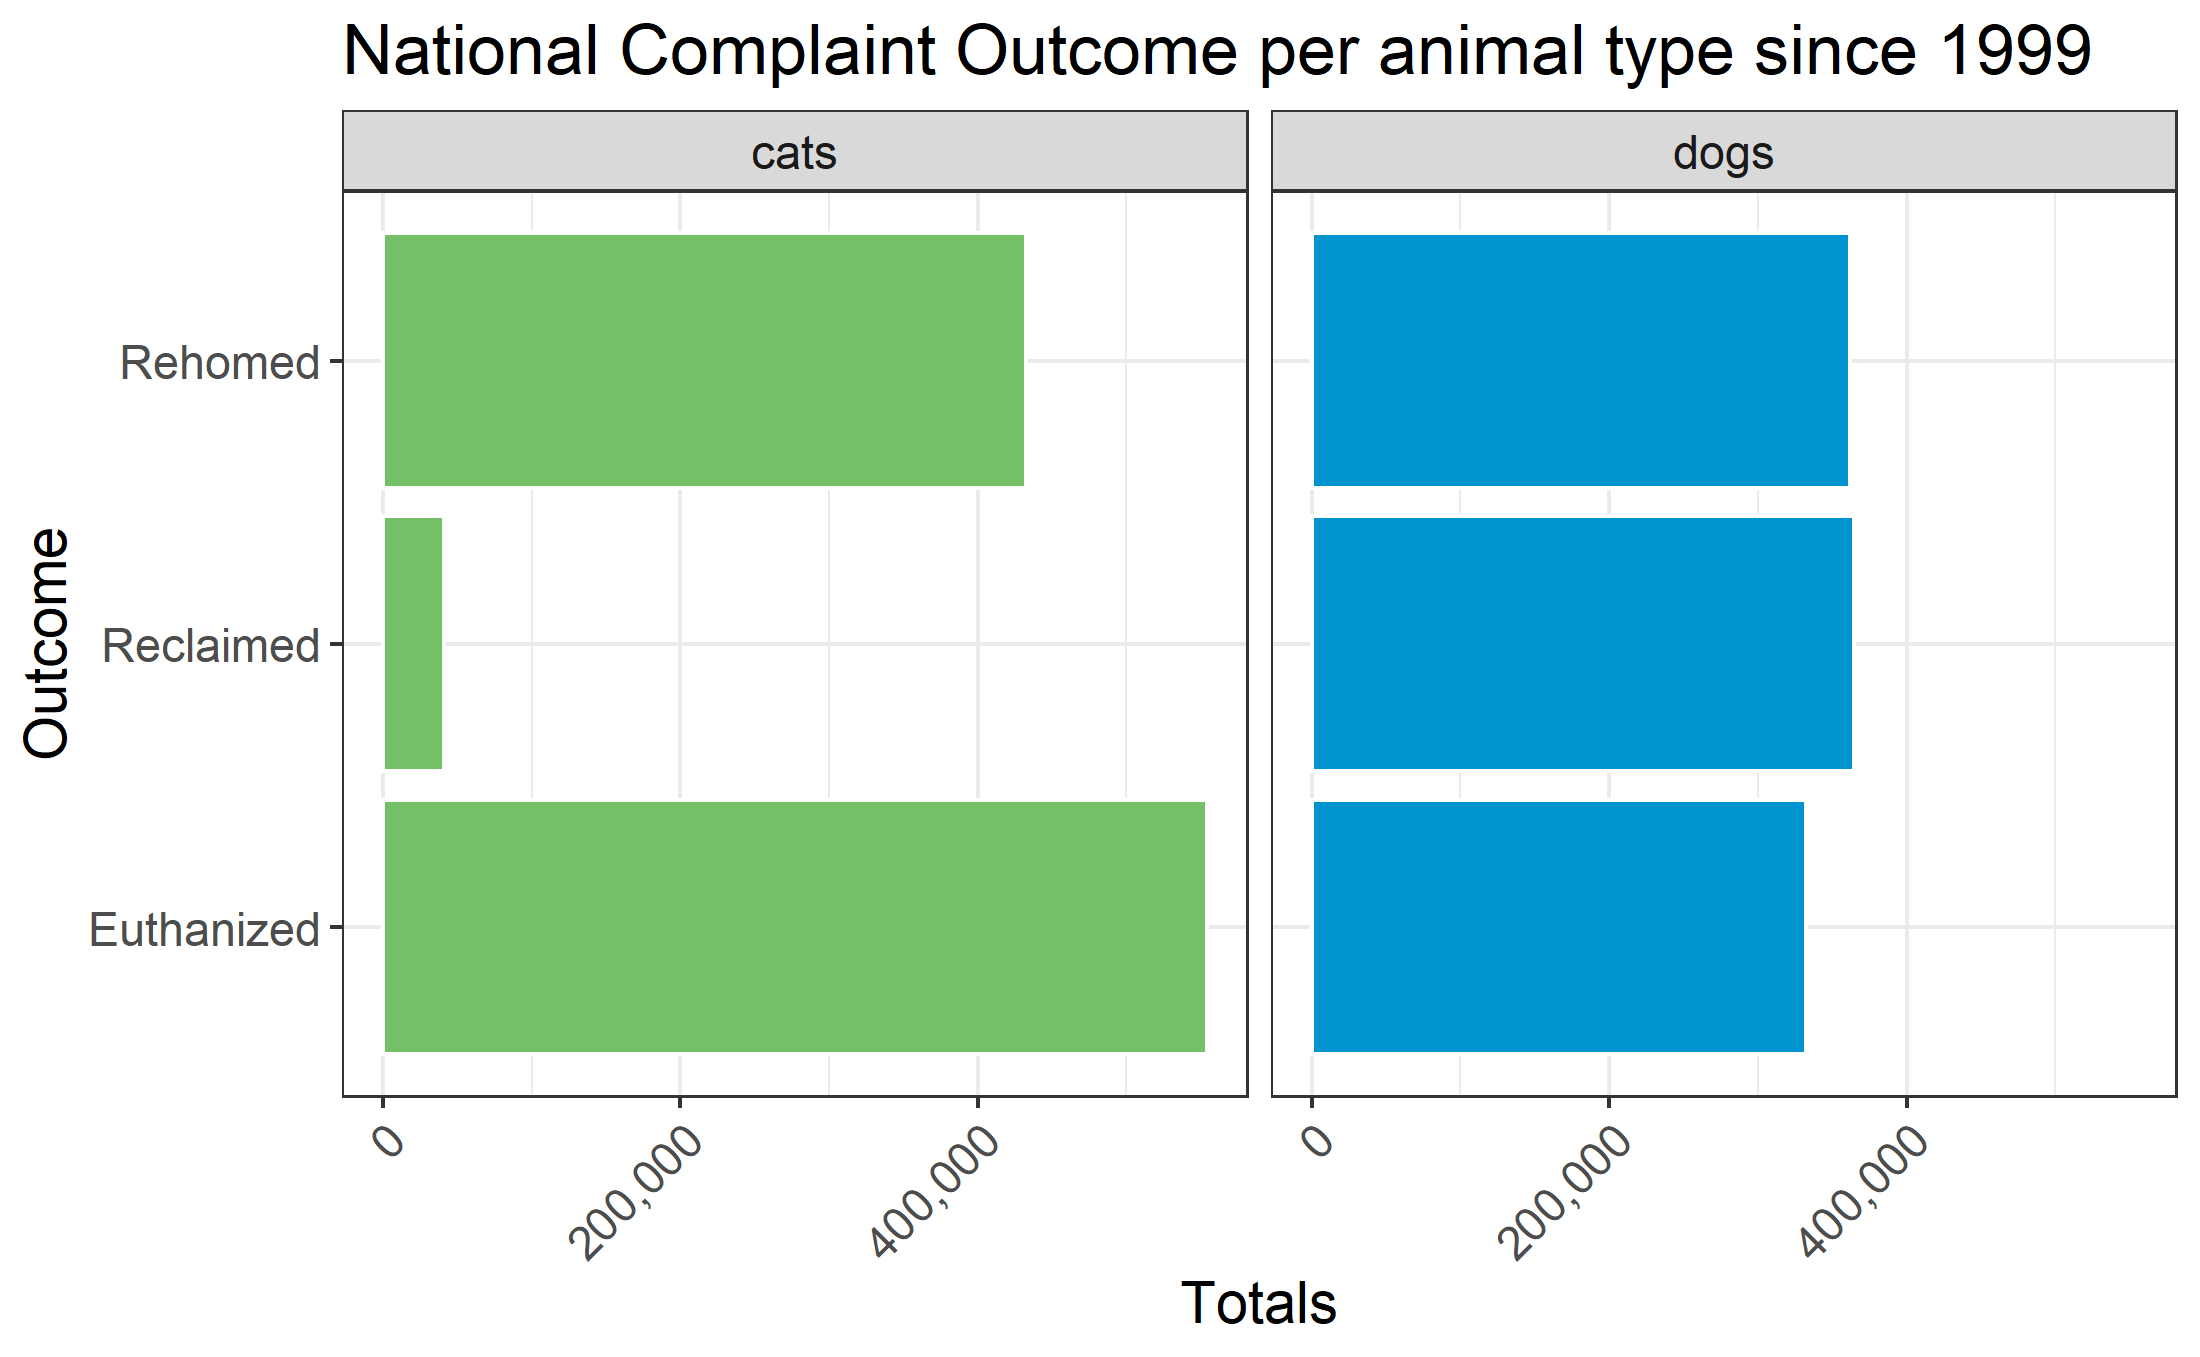 National Complaint Outcome per animal type since 1999
cats
dogs
Outcome
Rehomed
Reclaimed
Euthanized
0
200,000
400,000
0
200,000
400,000
Totals